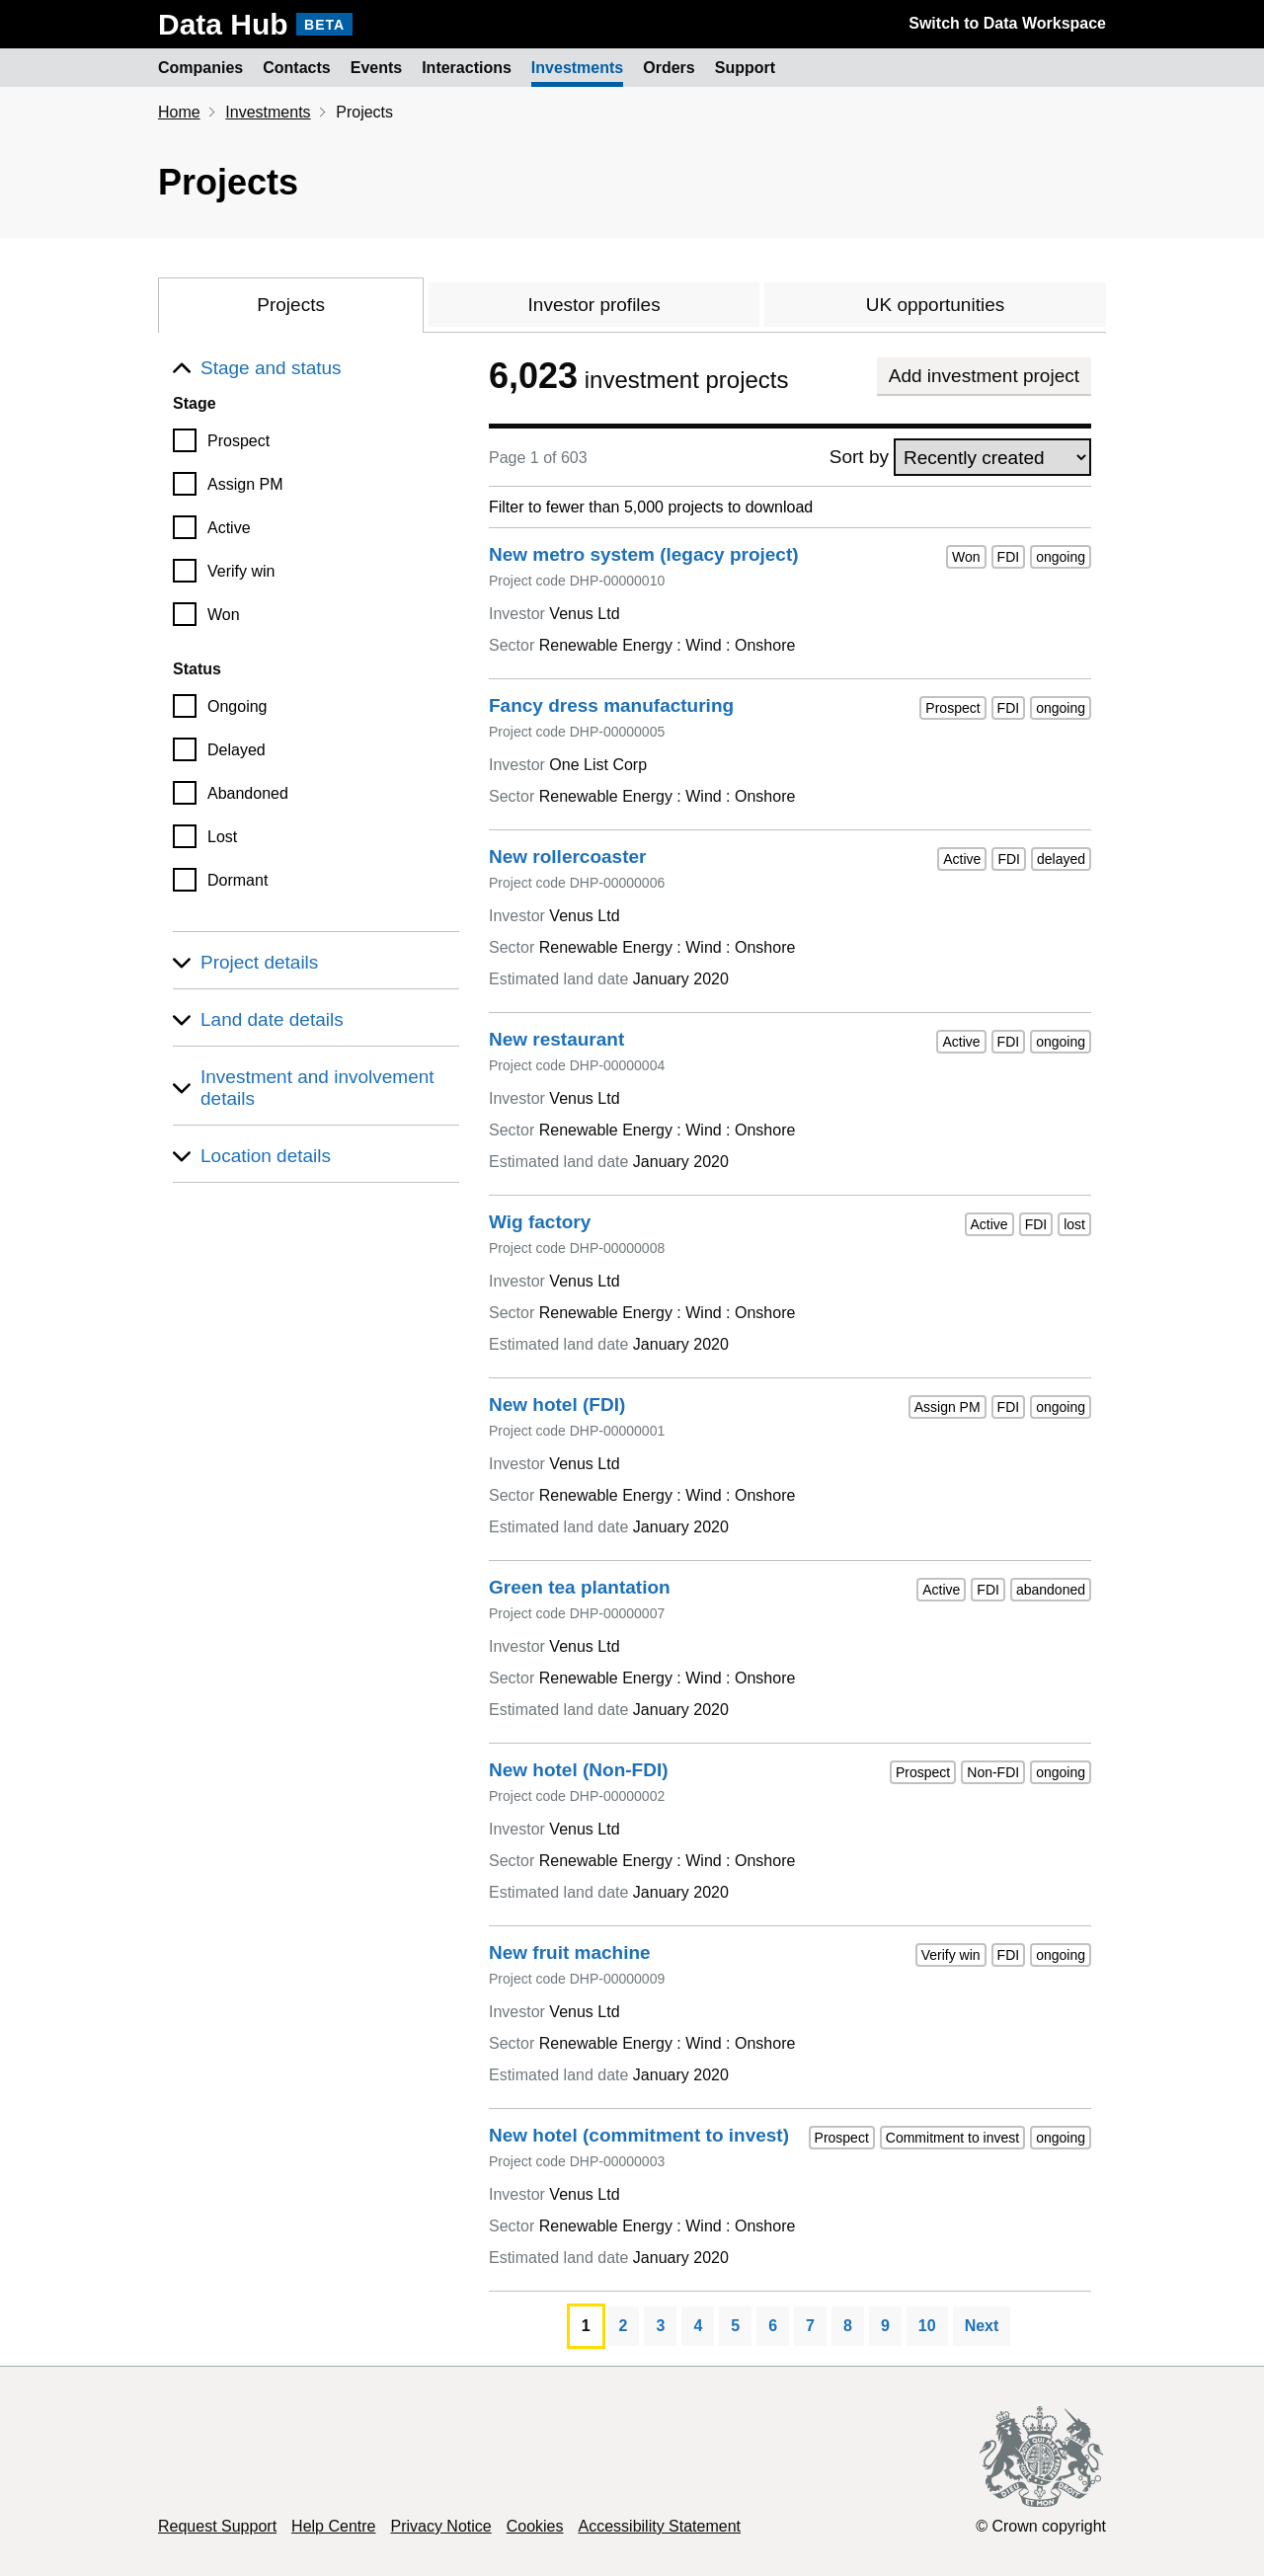 Data Hub BETA
Switch to Data Workspace
Companies Contacts Events Interactions Investments Orders Support
Home Investments Projects
Projects
Projects
Investor profiles
UK opportunities
Stage and status
Stage
Prospect
Assign PM
Active
Verify win
Won
Status
Ongoing
Delayed
Abandoned
Lost
Dormant
Project details
Land date details
Investment and involvement
details
Location details
6,023 investment projects
Add investment project
Page 1 of 603
Sort by Recently created
Filter to fewer than 5,000 projects to download
New metro system (legacy project)
Won FDI ongoing
Project code DHP-00000010
Investor Venus Ltd
Sector Renewable Energy : Wind : Onshore
Fancy dress manufacturing
Prospect FDI ongoing
Project code DHP-00000005
Investor One List Corp
Sector Renewable Energy : Wind : Onshore
New rollercoaster
Active FDI delayed
Project code DHP-00000006
Investor Venus Ltd
Sector Renewable Energy : Wind : Onshore
Estimated land date January 2020
New restaurant
Active FDI ongoing
Project code DHP-00000004
Investor Venus Ltd
Sector Renewable Energy : Wind : Onshore
Estimated land date January 2020
Wig factory
Active FDI lost
Project code DHP-00000008
Investor Venus Ltd
Sector Renewable Energy : Wind : Onshore
Estimated land date January 2020
New hotel (FDI)
Assign PM FDI ongoing
Project code DHP-00000001
Investor Venus Ltd
Sector Renewable Energy : Wind : Onshore
Estimated land date January 2020
Green tea plantation
Active FDI abandoned
Project code DHP-00000007
Investor Venus Ltd
Sector Renewable Energy : Wind : Onshore
Estimated land date January 2020
New hotel (Non-FDI)
Prospect Non-FDI ongoing
Project code DHP-00000002
Investor Venus Ltd
Sector Renewable Energy : Wind : Onshore
Estimated land date January 2020
New fruit machine
Verify win FDI ongoing
Project code DHP-00000009
Investor Venus Ltd
Sector Renewable Energy : Wind : Onshore
Estimated land date January 2020
New hotel (commitment to invest)
Prospect Commitment to invest ongoing
Project code DHP-00000003
Investor Venus Ltd
Sector Renewable Energy : Wind : Onshore
Estimated land date January 2020
1 2 3 4 5 6 7 8 9 10 Next
DIEU ET MON DROIT
Request Support Help Centre Privacy Notice Cookies Accessibility Statement
© Crown copyright